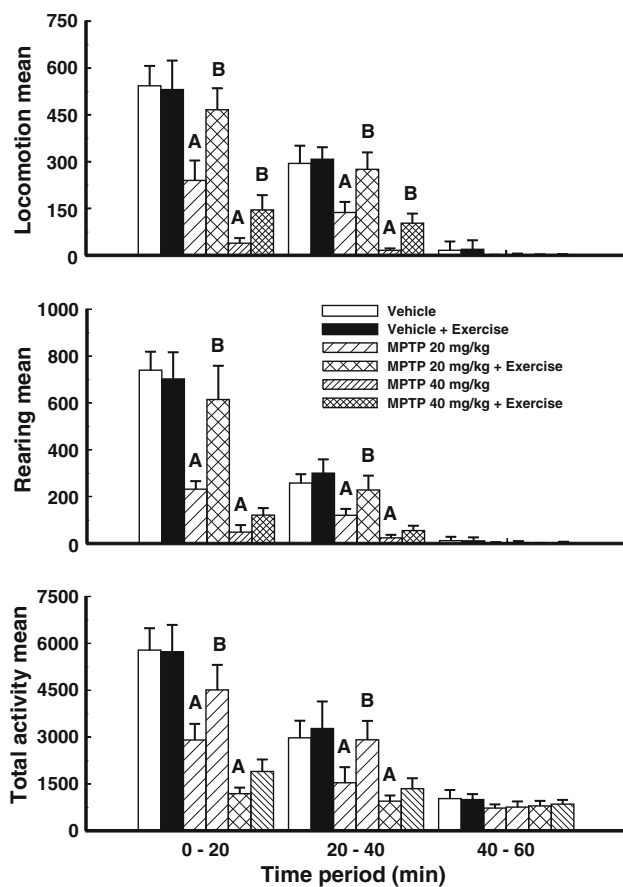 750
600
450
300
150
0
Locomotion mean
A
B
A
B
A
B
A
B
1000
800
600
400
200
0
Rearing mean
Vehicle
Vehicle + Exercise
MPTP 20 mg/kg
MPTP 20 mg/kg + Exercise
MPTP 40 mg/kg
MPTP 40 mg/kg + Exercise
A
B
A
A
B
A
7500
6000
4500
3000
1500
0
Total activity mean
A
B
A
A
B
A
0 - 20
20 - 40
40 - 60
Time period (min)